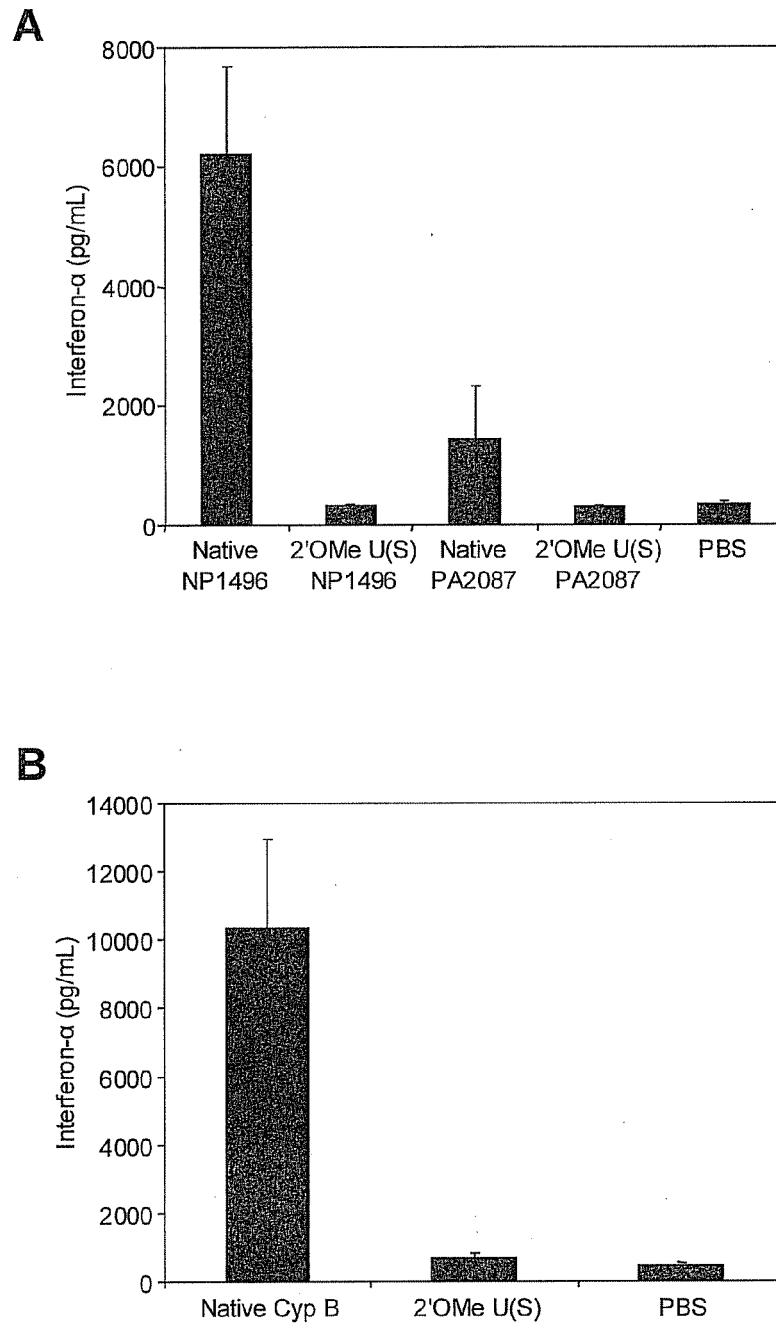 A
Interferon-α (pg/mL)
8000
6000
4000
2000
0
Native
NP1496
2'OMe U(S)
NP1496
Native
PA2087
2'OMe U(S)
PA2087
PBS
B
Interferon-α (pg/mL)
14000
12000
10000
8000
6000
4000
2000
0
Native Cyp B
2'OMe U(S)
PBS